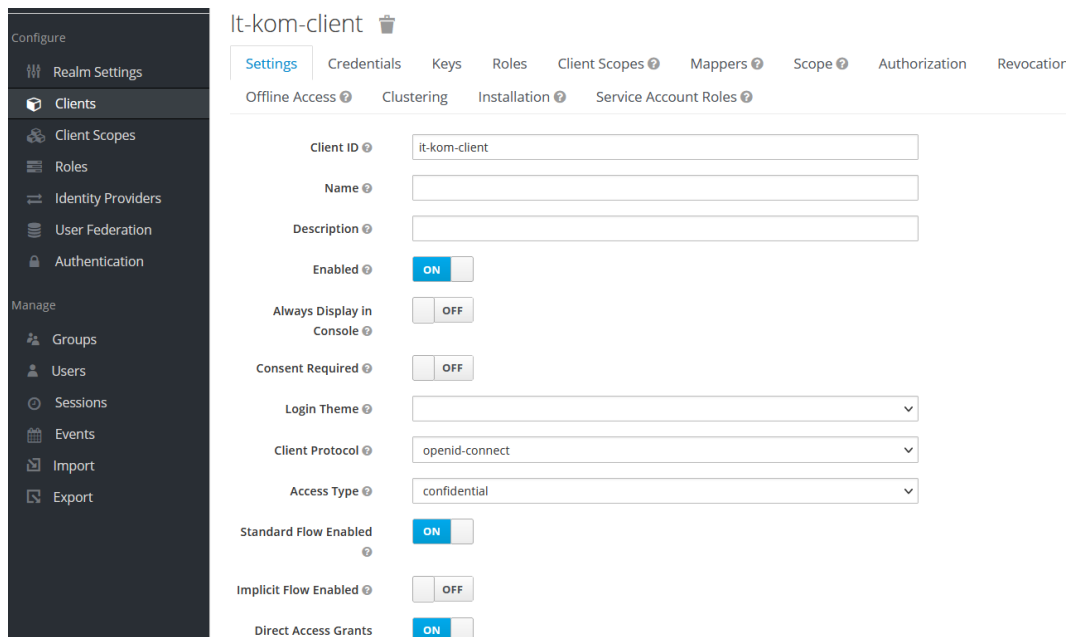 Configure
Realm Settings
Clients
Client Scopes
Roles
Identity Providers
User Federation
Authentication
Manage
Groups
Users
Sessions
Events
Import
Export
It-kom-client
Settings Credentials Keys Roles Client Scopes Mappers Scope Authorization Revocation
Offline Access Clustering Installation Service Account Roles
Client ID it-kom-client
Name
Description
Enabled ON
Always Display in
Console OFF
Consent Required OFF
Login Theme
Client Protocol openid-connect
Access Type confidential
Standard Flow Enabled ON
Implicit Flow Enabled OFF
Direct Access Grants ON